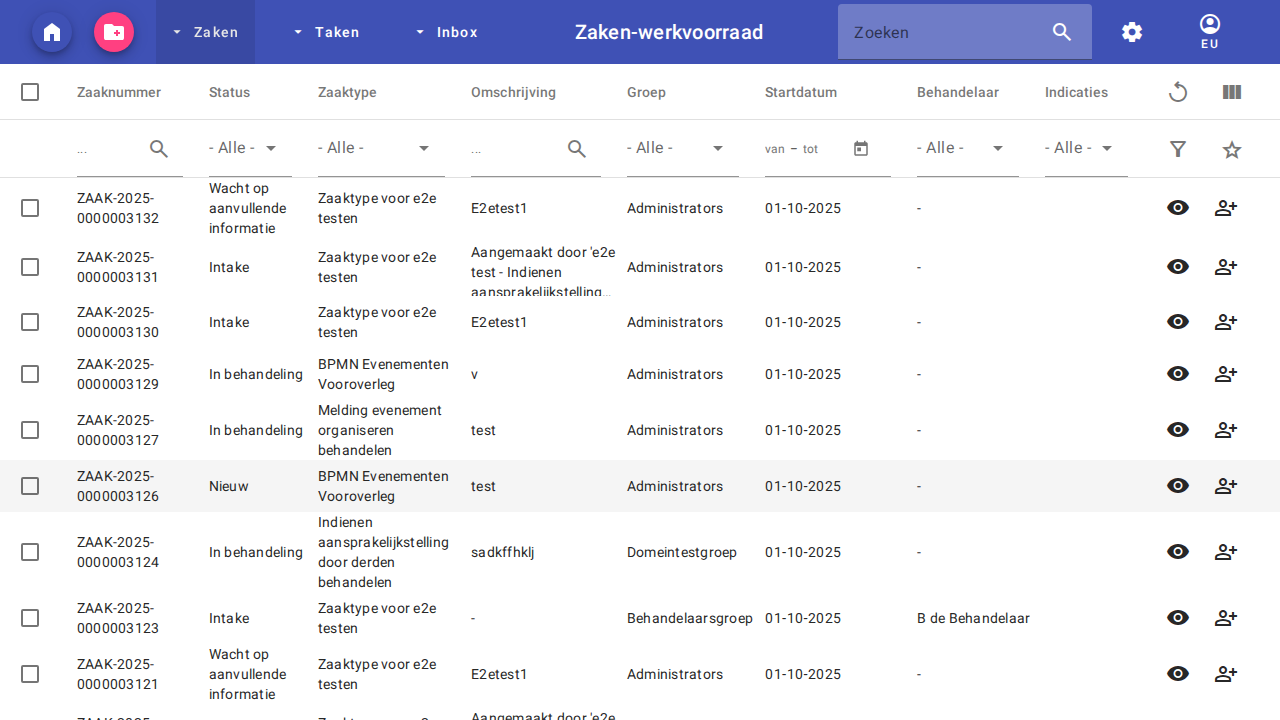 Zaken
Taken
Inbox
Zaken-werkvoorraad
Zoeken
EU
Zaaknummer Status Zaaktype Omschrijving Groep Startdatum Behandelaar Indicaties
... - Alle - - Alle - ... - Alle - van – tot - Alle - - Alle -
ZAAK-2025-
0000003132
Wacht op
aanvullende
informatie
Zaaktype voor e2e
testen
E2etest1
Administrators
01-10-2025
-
ZAAK-2025-
0000003131
Intake
Zaaktype voor e2e
testen
Aangemaakt door 'e2e
test - Indienen
aansprakelijkstelling...
Administrators
01-10-2025
-
ZAAK-2025-
0000003130
Intake
Zaaktype voor e2e
testen
E2etest1
Administrators
01-10-2025
-
ZAAK-2025-
0000003129
In behandeling
BPMN Evenementen
Vooroverleg
v
Administrators
01-10-2025
-
ZAAK-2025-
0000003127
In behandeling
Melding evenement
organiseren
behandelen
test
Administrators
01-10-2025
-
ZAAK-2025-
0000003126
Nieuw
BPMN Evenementen
Vooroverleg
test
Administrators
01-10-2025
-
ZAAK-2025-
0000003124
In behandeling
Indienen
aansprakelijkstelling
door derden
behandelen
sadkffhklj
Domeintestgroep
01-10-2025
-
ZAAK-2025-
0000003123
Intake
Zaaktype voor e2e
testen
-
Behandelaarsgroep
01-10-2025
B de Behandelaar
ZAAK-2025-
0000003121
Wacht op
aanvullende
informatie
Zaaktype voor e2e
testen
E2etest1
Administrators
01-10-2025
-
Aangemaakt door 'e2e